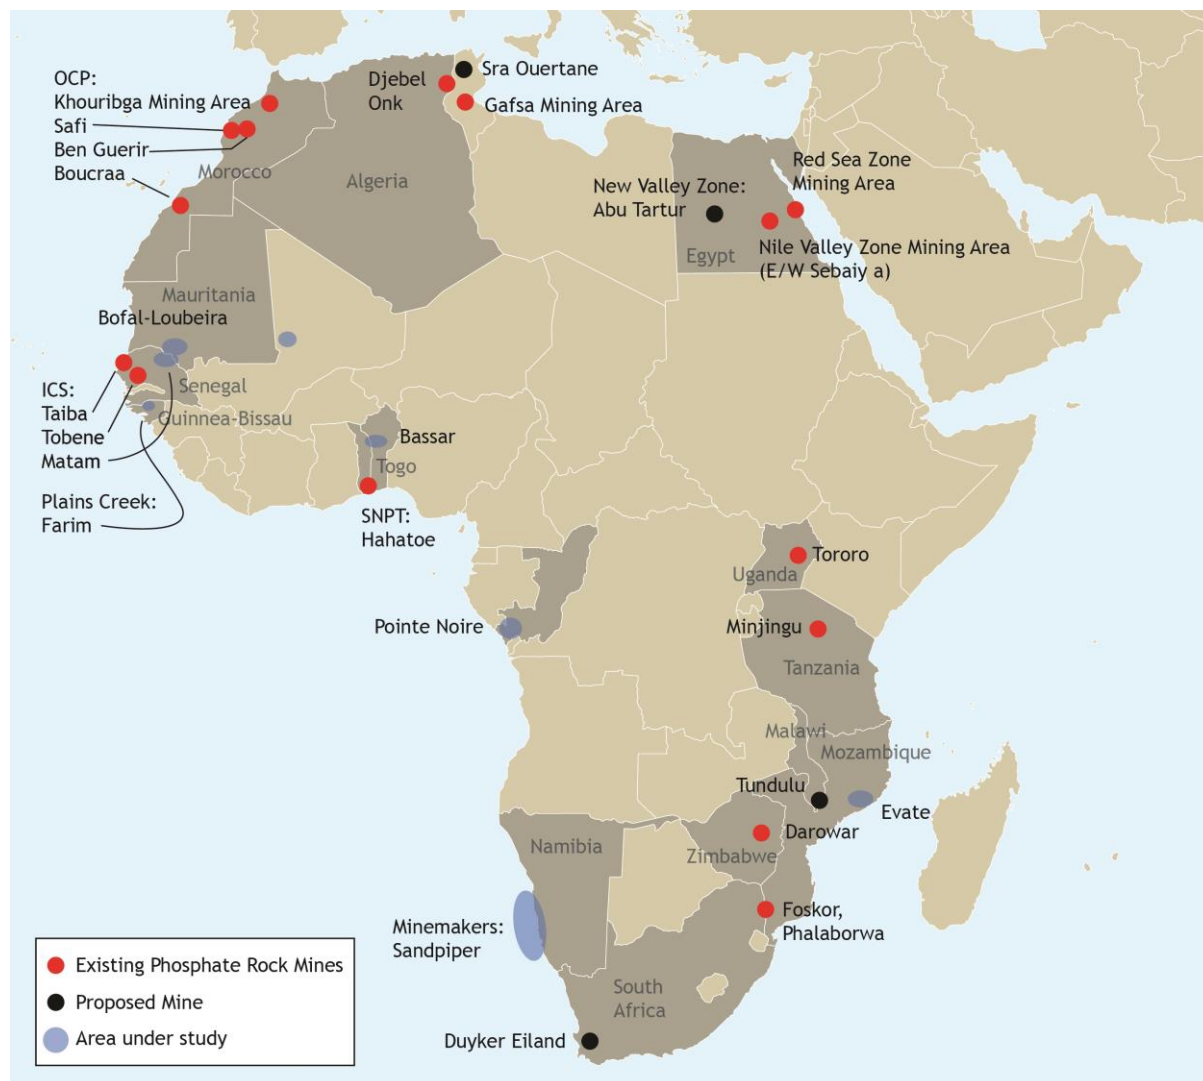 OCP:
Khouribga Mining Area
Safi
Ben Guerir
Boucraa
Morocco
Djebel
Onk
Algeria
Sra Ouertane
Gafsa Mining Area
New Valley Zone:
Abu Tartur
Egypt
Red Sea Zone
Mining Area
Nile Valley Zone Mining Area
(E/W Sebaiy a)
Mauritania
Bofal-Loubeira
ICS:
Taiba
Tobene
Matam
Senegal
Guinnea-Bissau
Plains Creek:
Farim
Bassar
Togo
SNPT:
Hahatoe
Pointe Noire
Tororo
Uganda
Minjingu
Tanzania
Malawi
Mozambique
Tundulu
Evate
Darowar
Zimbabwe
Namibia
Minemakers:
Sandpiper
Foskor,
Phalaborwa
South
Africa
Duyker Eiland
Existing Phosphate Rock Mines
Proposed Mine
Area under study